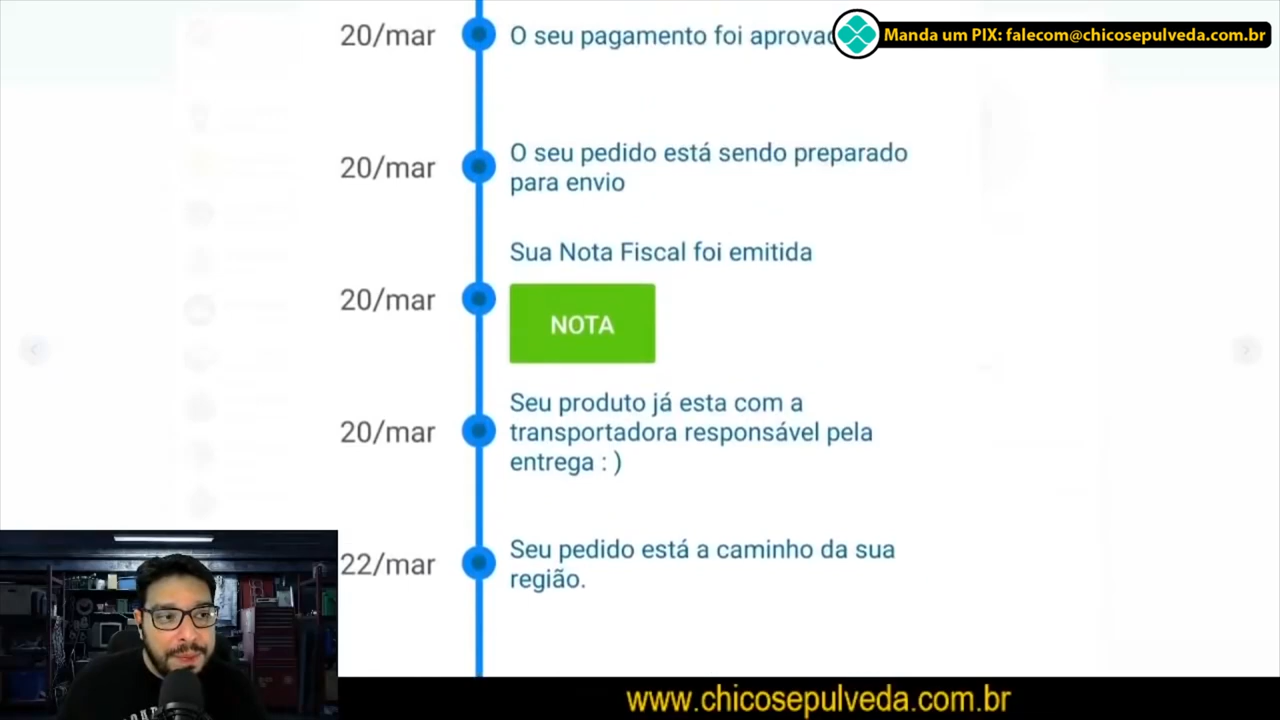 20/mar
O seu pagamento foi
Manda um PIX: falecom@chicosepulveda.com.br
20/mar
O seu pedido está sendo preparado
para envio
20/mar
Sua Nota Fiscal foi emitida
NOTA
20/mar
Seu produto já esta com a
transportadora responsável pela
entrega : )
22/mar
Seu pedido está a caminho da sua
região.
www.chicosepulveda.com.br